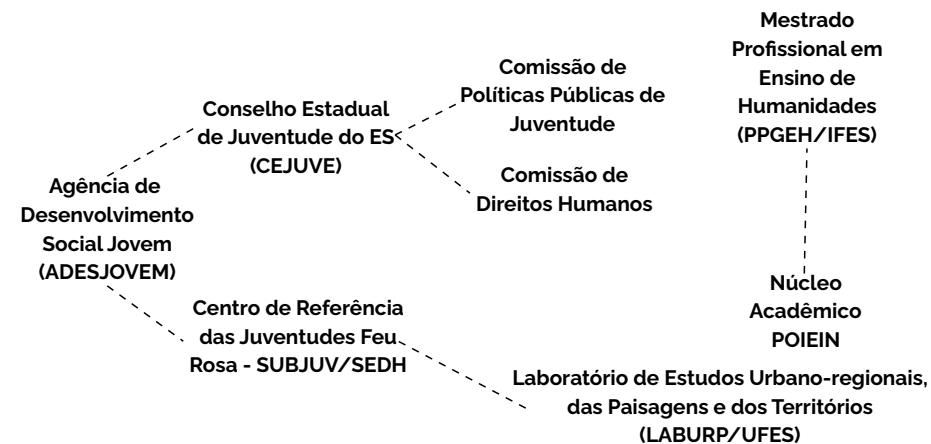 Mestrado
Profissional em
Ensino de
Humanidades
(PPGEH/IFES)
Comissão de
Políticas Públicas de
Juventude
Conselho Estadual
de Juventude do ES
(CEJUVE)
Comissão de
Direitos Humanos
Agência de
Desenvolvimento
Social Jovem
(ADESJOVEM)
Núcleo
Acadêmico
POIEIN
Centro de Referência
das Juventudes Feu
Rosa - SUBJUV/SEDH
Laboratório de Estudos Urbano-regionais,
das Paisagens e dos Territórios
(LABURP/UFES)